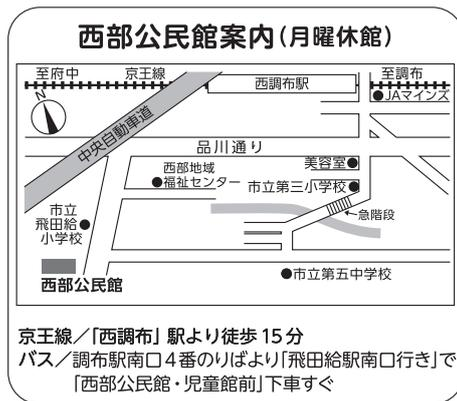 西部公民館案内(月曜休館)
至府中
京王線
西調布駅
至調布
JAマインズ
N
中央自動車道
品川通り
美容室
西部地域
福祉センター
市立第三小学校
急階段
市立
飛田給
小学校
西部公民館
市立第五中学校
京王線／「西調布」駅より徒歩15分
バス／調布駅南口4番のりばより「飛田給駅南口行き」で
「西部公民館・児童館前」下車すぐ